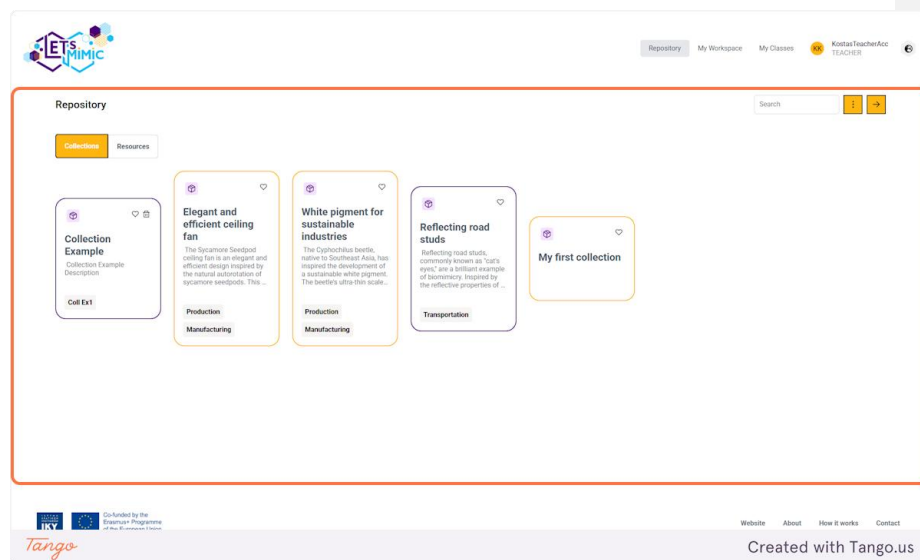 LET'S
MiMiC
Repository
My Workspace
My Classes
KK
KostasTeacherAcc
TEACHER
Repository
Search
Collections
Resources
Collection
Example
Collection Example
Description
Coll Ex1
Elegant and
efficient ceiling
fan
The Sycamore Seedpod
ceiling fan is an elegant and
efficient design inspired by
the natural autorotation of
sycamore seedpods. This ...
Production
Manufacturing
White pigment for
sustainable
industries
The Cyphochilus beetle,
native to Southeast Asia, has
inspired the development of
a sustainable white pigment.
The beetle's ultra-thin scale...
Production
Manufacturing
Reflecting road
studs
Reflecting road studs,
commonly known as "cat's
eyes," are a brilliant example
of biomimicry. Inspired by
the reflective properties of ...
Transportation
My first collection
IKY
Co-funded by the
Erasmus+ Programme
of the European Union
Website
About
How it works
Contact
Tango
Created with Tango.us